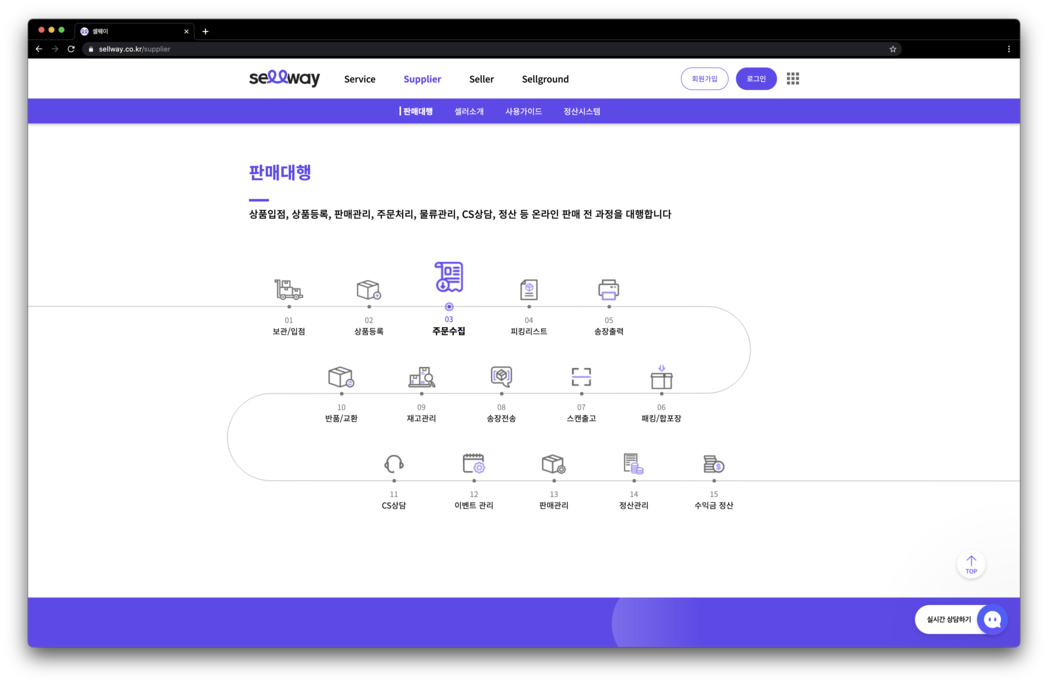 셀웨이
sellway.co.kr/supplier
sellway
Service
Supplier
Seller
Sellground
회원가입
로그인
판매대행
셀러소개
사용가이드
정산시스템
판매대행
상품입점, 상품등록, 판매관리, 주문처리, 물류관리, CS상담, 정산 등 온라인 판매 전 과정을 대행합니다
01
보관/입점
02
상품등록
03
주문수집
04
피킹리스트
05
송장출력
10
반품/교환
09
재고관리
08
송장전송
07
스캔출고
06
패킹/합포장
11
CS상담
12
이벤트 관리
13
판매관리
14
정산관리
15
수익금 정산
TOP
실시간 상담하기